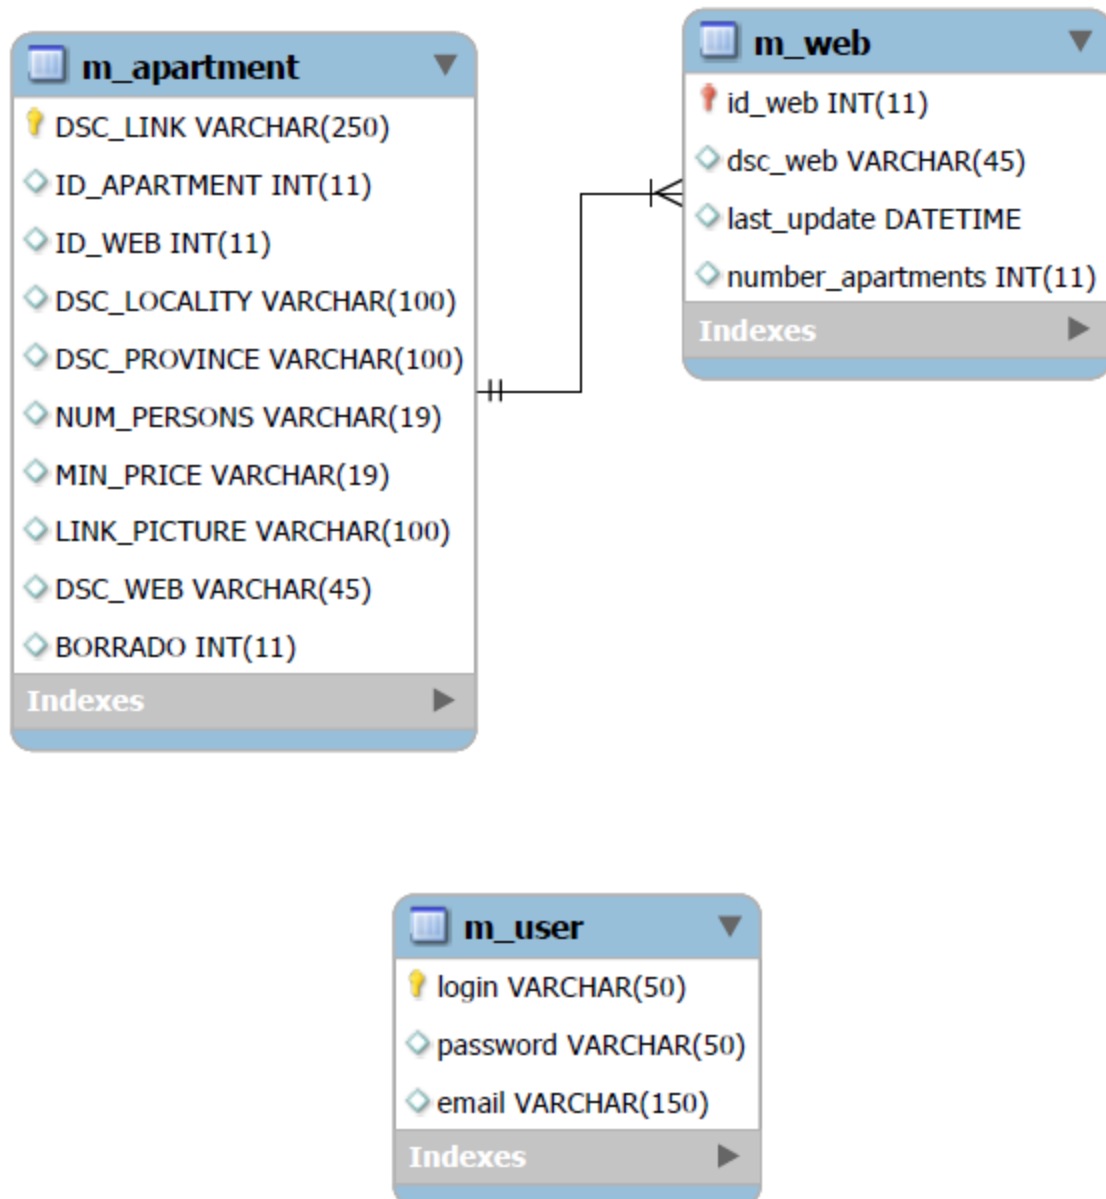 m_apartment
DSC_LINK VARCHAR(250)
ID_APARTMENT INT(11)
ID_WEB INT(11)
DSC_LOCALITY VARCHAR(100)
DSC_PROVINCE VARCHAR(100)
NUM_PERSONS VARCHAR(19)
MIN_PRICE VARCHAR(19)
LINK_PICTURE VARCHAR(100)
DSC_WEB VARCHAR(45)
BORRADO INT(11)
Indexes
m_web
id_web INT(11)
dsc_web VARCHAR(45)
last_update DATETIME
number_apartments INT(11)
Indexes
m_user
login VARCHAR(50)
password VARCHAR(50)
email VARCHAR(150)
Indexes